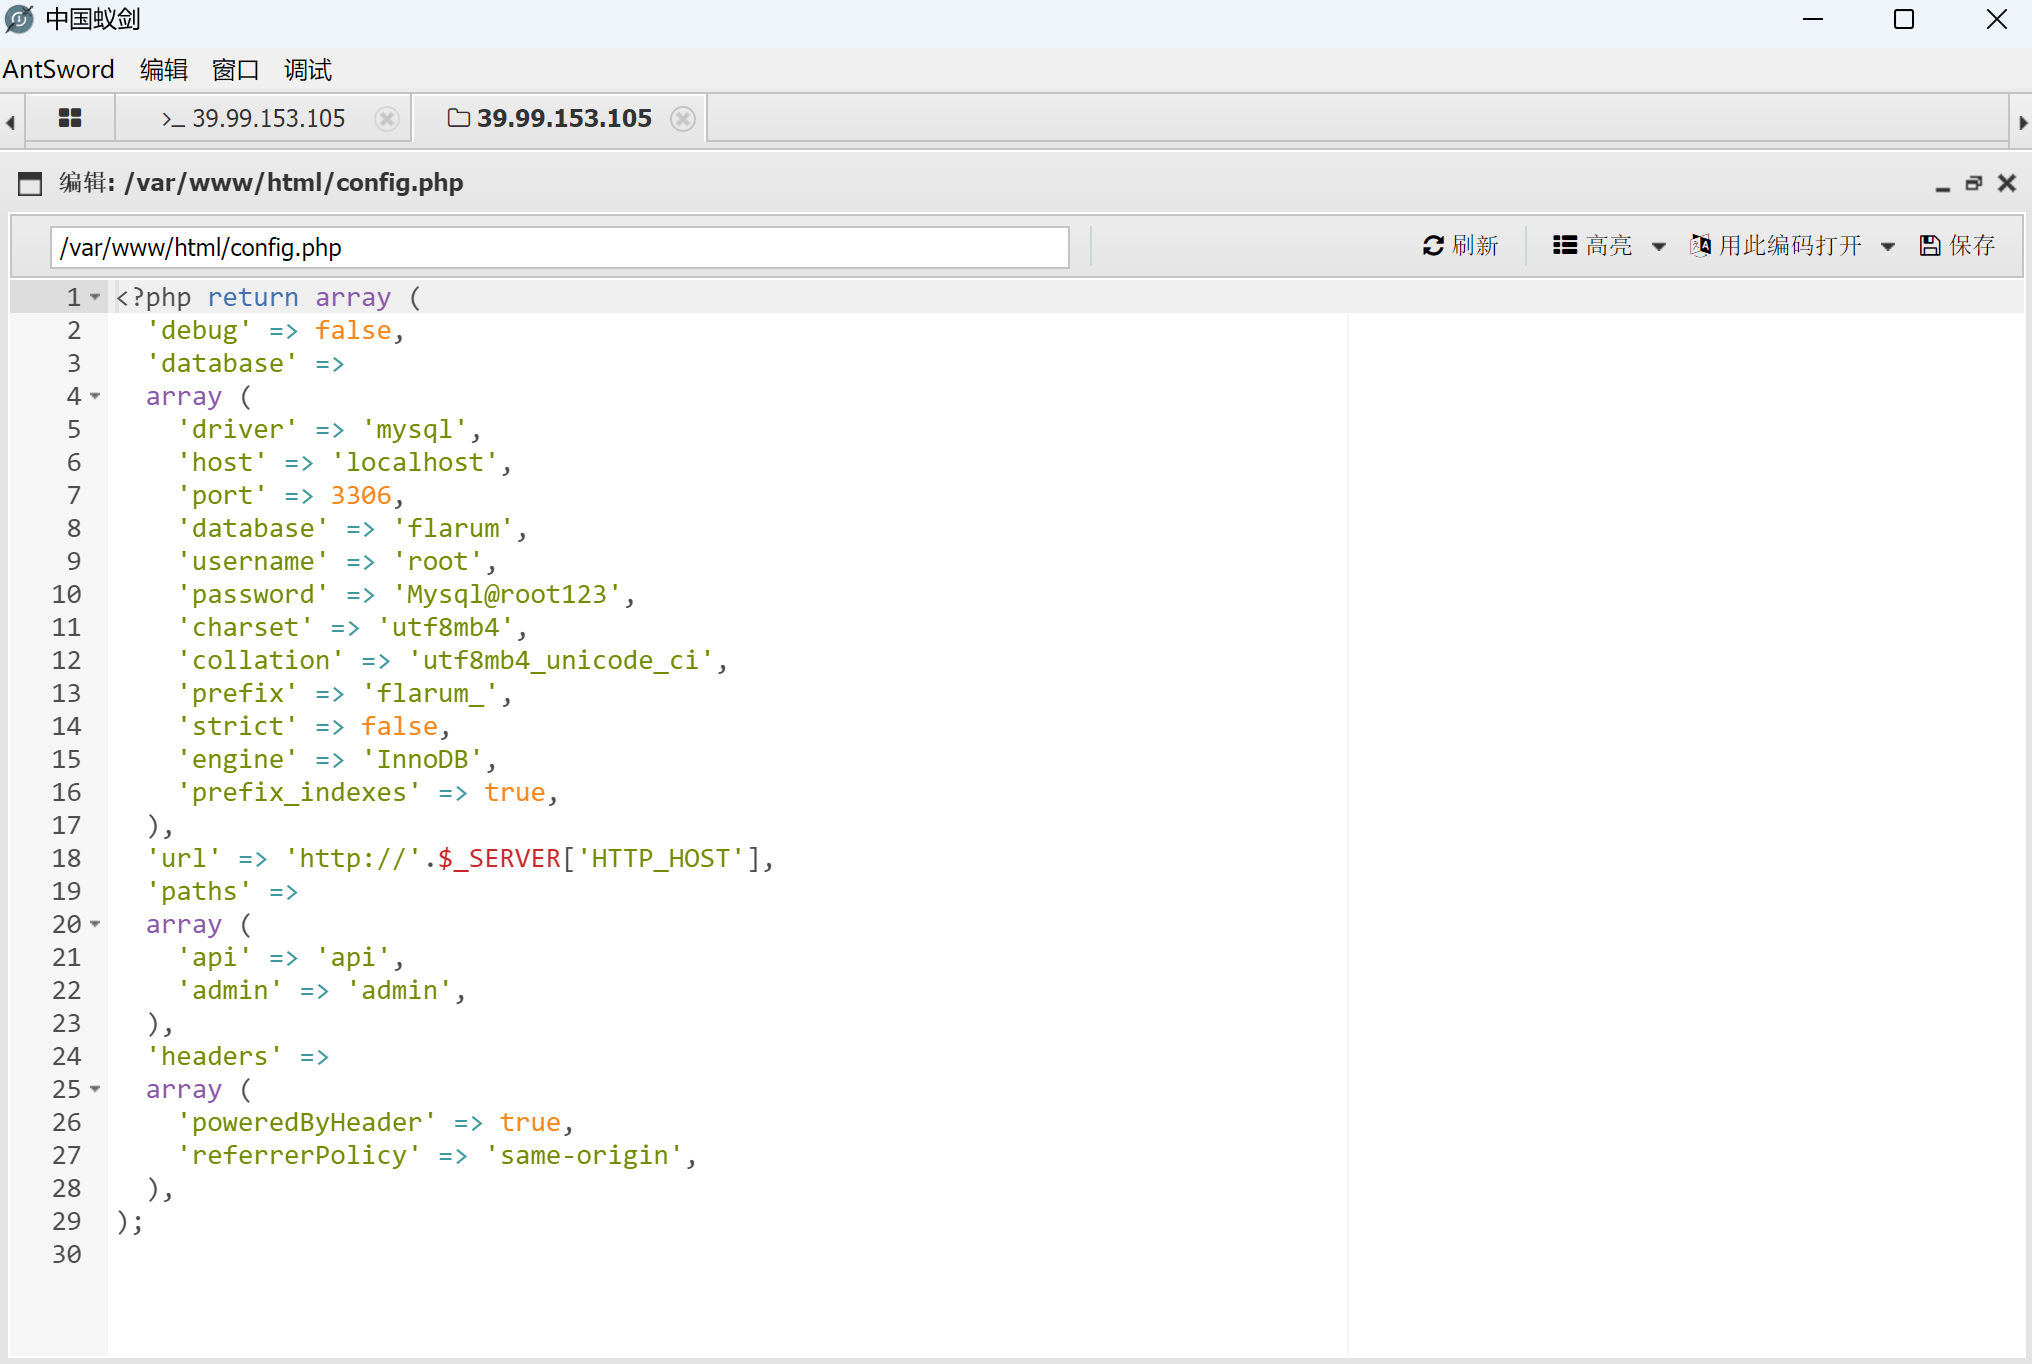 中国蚁剑
AntSword 编辑 窗口 调试
>_ 39.99.153.105 39.99.153.105
编辑: /var/www/html/config.php
/var/www/html/config.php 刷新 高亮 用此编码打开 保存
1 <?php return array (
2   'debug' => false,
3   'database' =>
4   array (
5     'driver' => 'mysql',
6     'host' => 'localhost',
7     'port' => 3306,
8     'database' => 'flarum',
9     'username' => 'root',
10     'password' => 'Mysql@root123',
11     'charset' => 'utf8mb4',
12     'collation' => 'utf8mb4_unicode_ci',
13     'prefix' => 'flarum_',
14     'strict' => false,
15     'engine' => 'InnoDB',
16     'prefix_indexes' => true,
17   ),
18   'url' => 'http://'.$_SERVER['HTTP_HOST'],
19   'paths' =>
20   array (
21     'api' => 'api',
22     'admin' => 'admin',
23   ),
24   'headers' =>
25   array (
26     'poweredByHeader' => true,
27     'referrerPolicy' => 'same-origin',
28   ),
29 );
30